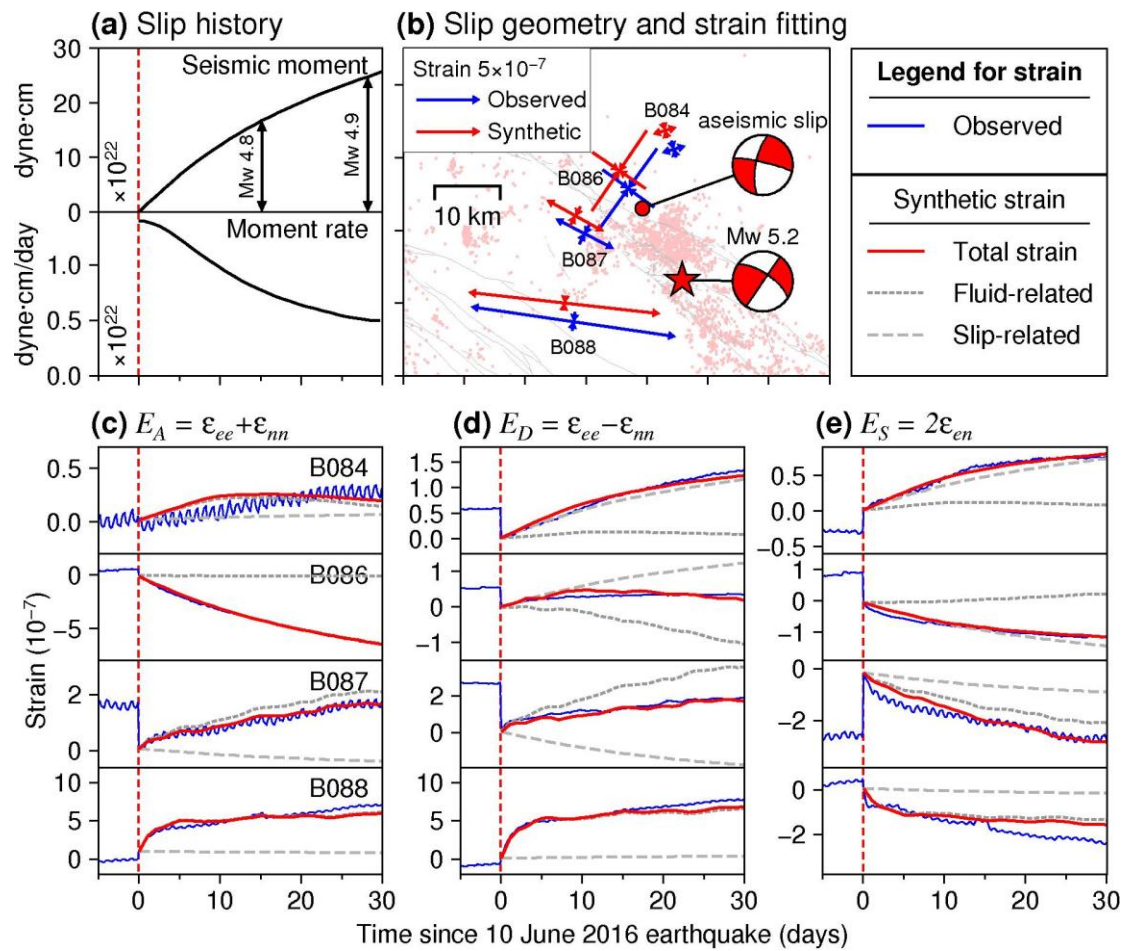 (a) Slip history
30
20
10
0
dyne·cm
×10²²
Seismic moment
Mw 4.8
Mw 4.9
Moment rate
1.0
0.5
0.0
dyne·cm/day
×10²²
(b) Slip geometry and strain fitting
Strain 5×10⁻⁷
Observed
Synthetic
10 km
B084
aseismic slip
B086
Mw 5.2
B087
B088
Legend for strain
Observed
Synthetic strain
Total strain
Fluid-related
Slip-related
(c) E_A = ε_ee+ε_nn
(d) E_D = ε_ee−ε_nn
(e) E_S = 2ε_en
Strain (10⁻⁷)
0.5
0.0
B084
0
−5
B086
2
0
B087
10
5
0
B088
0 10 20 30
1.5
1.0
0.5
0.0
1
0
−1
2
0
10
5
0
0 10 20 30
0.5
0.0
−0.5
1
0
−1
−0
−2
0
−2
0 10 20 30
Time since 10 June 2016 earthquake (days)